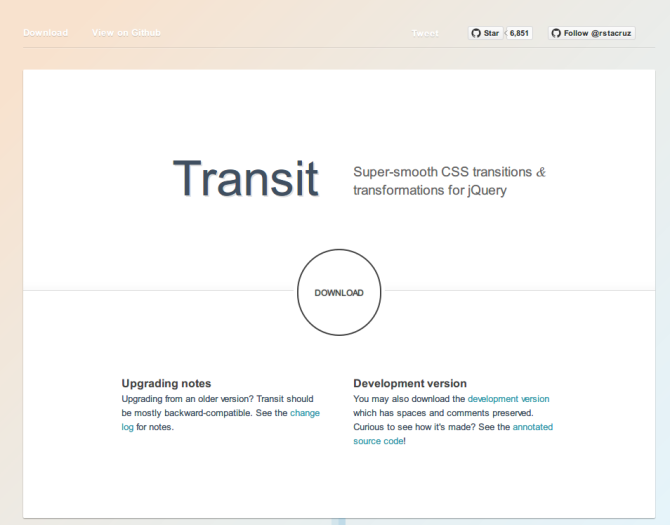 Download View on Github Tweet Star 6,851 Follow @rstacruz
Transit
Super-smooth CSS transitions &
transformations for jQuery
DOWNLOAD
Upgrading notes
Upgrading from an older version? Transit should
be mostly backward-compatible. See the change
log for notes.
Development version
You may also download the development version
which has spaces and comments preserved.
Curious to see how it's made? See the annotated
source code!